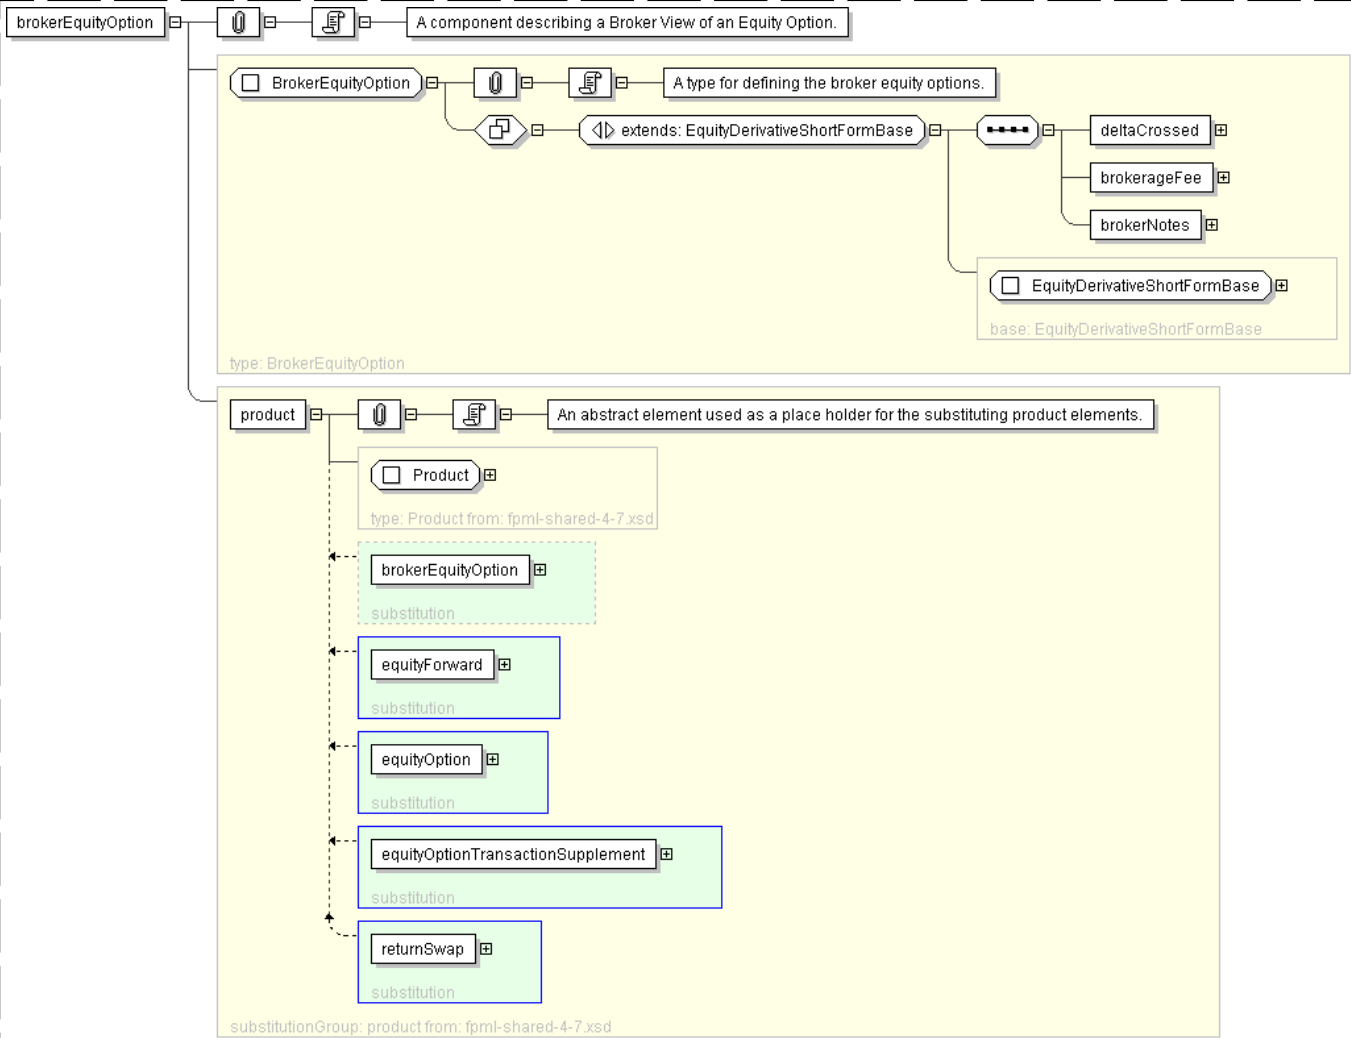 brokerEquityOption
A component describing a Broker View of an Equity Option.
BrokerEquityOption
A type for defining the broker equity options.
extends: EquityDerivativeShortFormBase
deltaCrossed
brokerageFee
brokerNotes
EquityDerivativeShortFormBase
base: EquityDerivativeShortFormBase
type: BrokerEquityOption
product
An abstract element used as a place holder for the substituting product elements.
Product
type: Product from: fpml-shared-4-7.xsd
brokerEquityOption
substitution
equityForward
substitution
equityOption
substitution
equityOptionTransactionSupplement
substitution
returnSwap
substitution
substitutionGroup: product from: fpml-shared-4-7.xsd